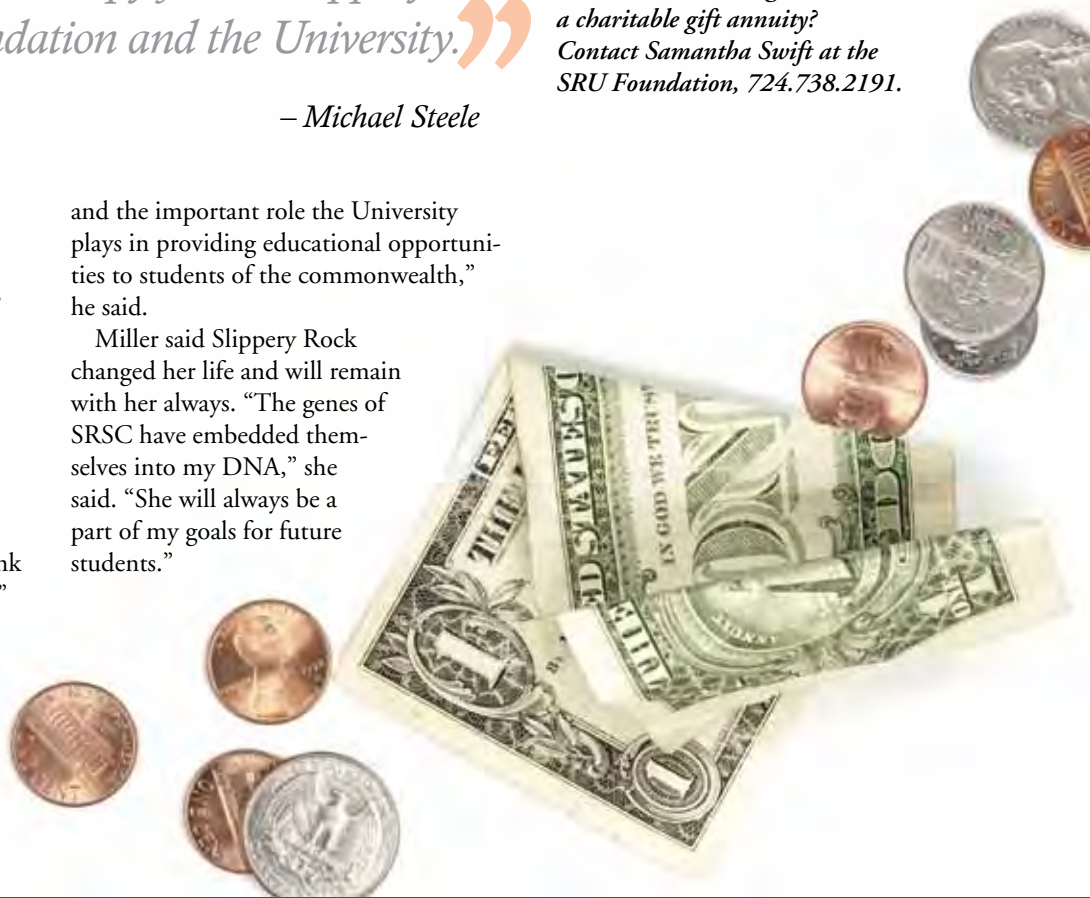 dation and the University.”
– Michael Steele
a charitable gift annuity?
Contact Samantha Swift at the
SRU Foundation, 724.738.2191.
and the important role the University
plays in providing educational opportuni-
ties to students of the commonwealth,”
he said.
Miller said Slippery Rock
changed her life and will remain
with her always. “The genes of
SRSC have embedded them-
selves into my DNA,” she
said. “She will always be a
part of my goals for future
students.”
nk
”
THE
IN GOD WE TRUST
1
1